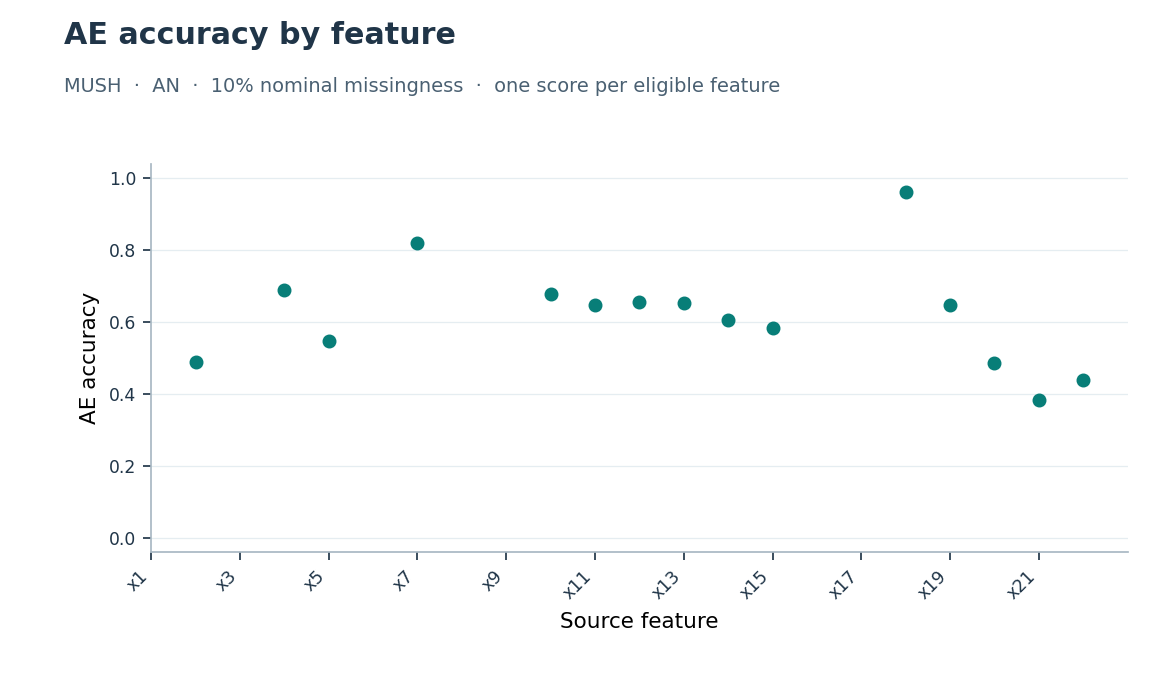 AE accuracy by feature
MUSH · AN · 10% nominal missingness · one score per eligible feature
1.0
0.8
0.6
0.4
0.2
0.0
AE accuracy
x1 x3 x5 x7 x9 x11 x13 x15 x17 x19 x21
Source feature